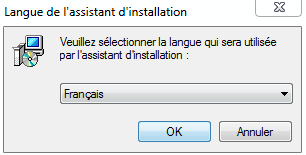 Langue de l'assistant d'installation
Veuillez sélectionner la langue qui sera utilisée
par l'assistant d'installation :
Français
OK
Annuler